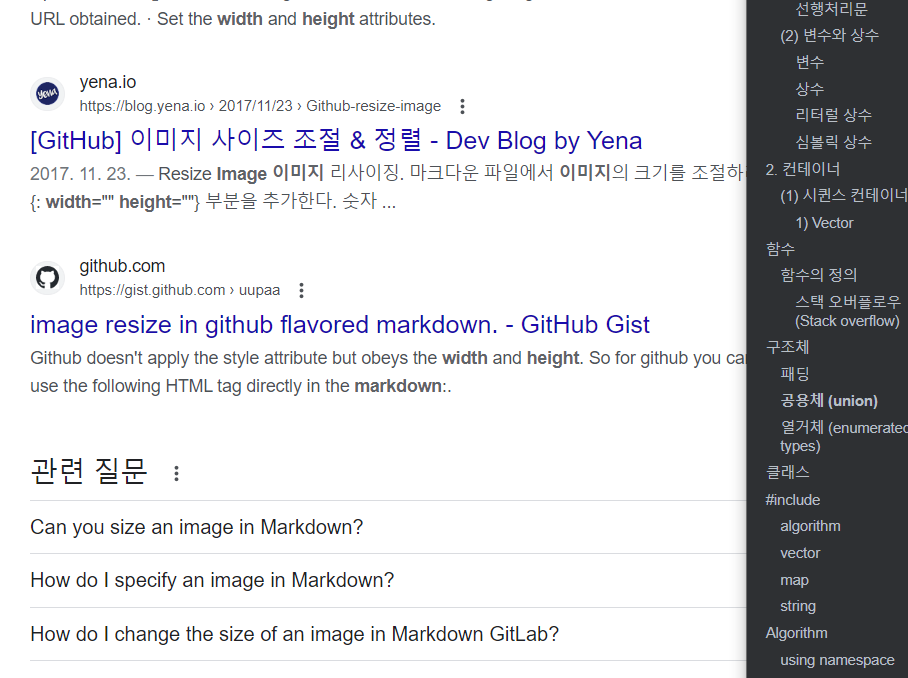 URL obtained. · Set the width and height attributes.
yena.io
https://blog.yena.io › 2017/11/23 › Github-resize-image
[GitHub] 이미지 사이즈 조절 & 정렬 - Dev Blog by Yena
2017. 11. 23. — Resize Image 이미지 리사이징. 마크다운 파일에서 이미지의 크기를 조절하
{: width="" height=""} 부분을 추가한다. 숫자 ...
github.com
https://gist.github.com › uupaa
image resize in github flavored markdown. - GitHub Gist
Github doesn't apply the style attribute but obeys the width and height. So for github you can
use the following HTML tag directly in the markdown:.
관련 질문
Can you size an image in Markdown?
How do I specify an image in Markdown?
How do I change the size of an image in Markdown GitLab?
선행처리문
(2) 변수와 상수
변수
상수
리터럴 상수
심볼릭 상수
2. 컨테이너
(1) 시퀀스 컨테이너
1) Vector
함수
함수의 정의
스택 오버플로우
(Stack overflow)
구조체
패딩
공용체 (union)
열거체 (enumerated
types)
클래스
#include
algorithm
vector
map
string
Algorithm
using namespace